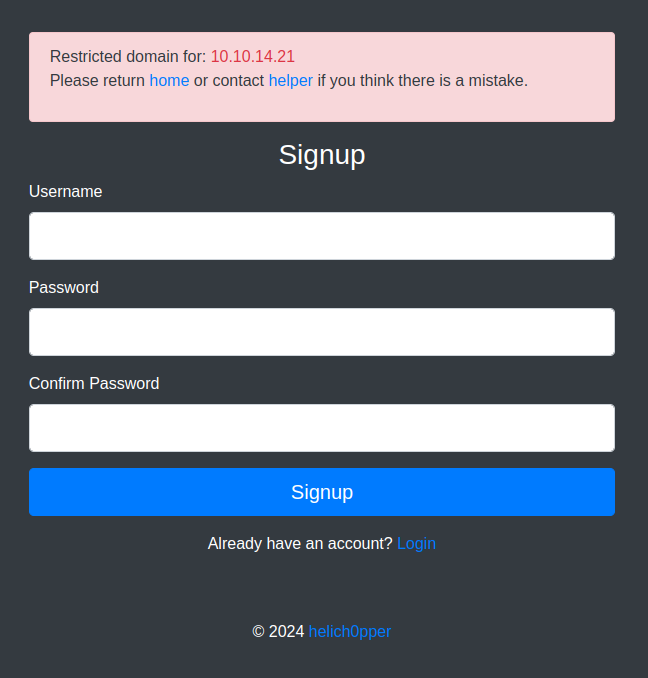 Restricted domain for: 10.10.14.21
Please return home or contact helper if you think there is a mistake.
Signup
Username
Password
Confirm Password
Signup
Already have an account? Login
© 2024 helich0pper